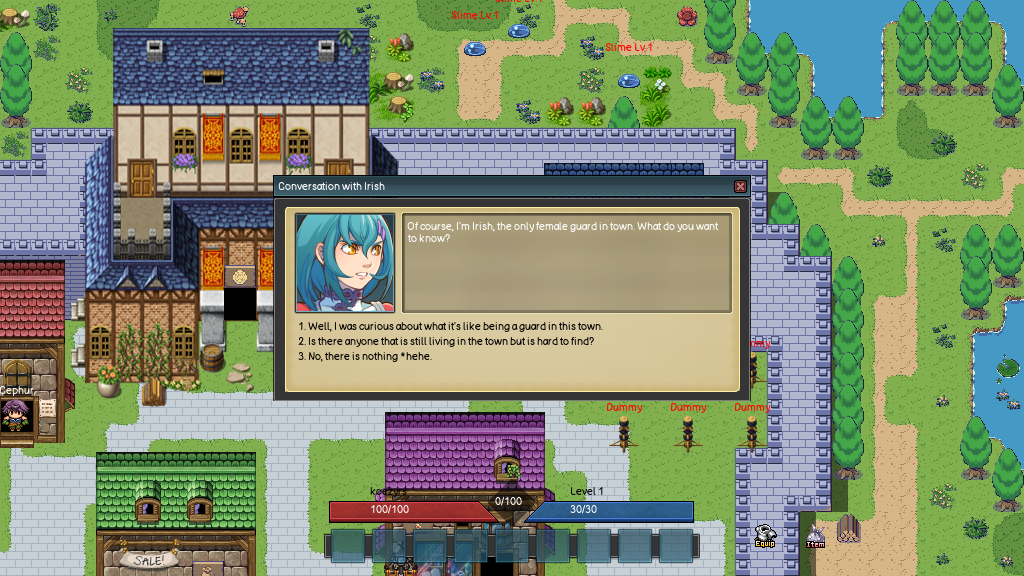 Slime Lv.1
Slime Lv.1
Conversation with Irish
Of course, I'm Irish, the only female guard in town. What do you want
to know?
1. Well, I was curious about what it's like being a guard in this town.
2. Is there anyone that is still living in the town but is hard to find?
3. No, there is nothing *hehe.
Cephur
Dummy
Dummy
Dummy
Level 1
0/100
100/100
30/30
Equip
Item
SALE!